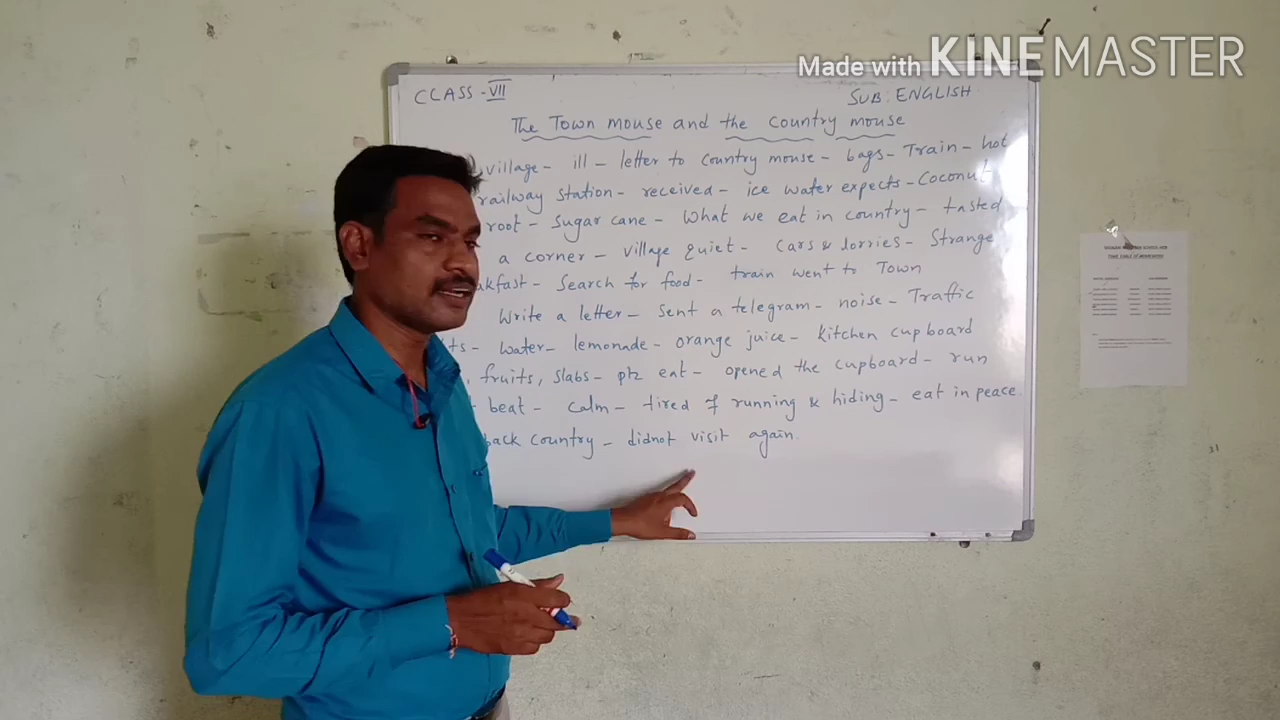 Made with KINEMASTER
CLASS - VII
SUB: ENGLISH
The Town mouse and the country mouse
village - ill - letter to country mouse - bags - Train - hot
railway station - received - ice water expects - Coconut
root - Sugar cane - What we eat in country - tasted
a corner - village quiet - Cars & lorries - Strange
Search for food - train went to Town
Write a letter - Sent a telegram - noise - Traffic
water - lemonade - orange juice - kitchen cupboard
fruits, slabs - plz eat - opened the cupboard - run
beat - calm - tired of running & hiding - eat in peace.
back country - didnot visit again.